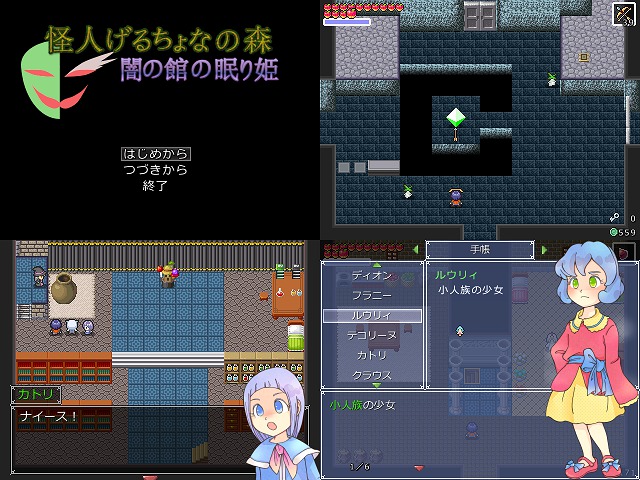 怪人げるちょなの森
闇の館の眠り姫
はじめから
つづきから
終了
0
559
カトリ
ナイース！
手帳
ディオン
フラニー
ルウリィ
テコリーヌ
カトリ
クラウス
ルウリィ
小人族の少女
小人族の少女
1／6